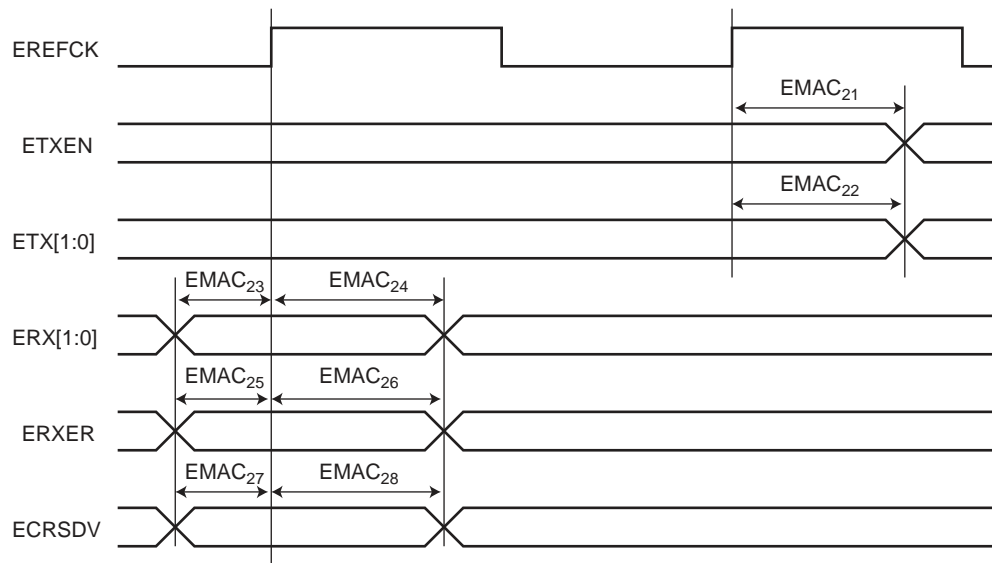 EREFCK
EMAC21
ETXEN
EMAC22
ETX[1:0]
EMAC23 EMAC24
ERX[1:0]
EMAC25 EMAC26
ERXER
EMAC27 EMAC28
ECRSDV